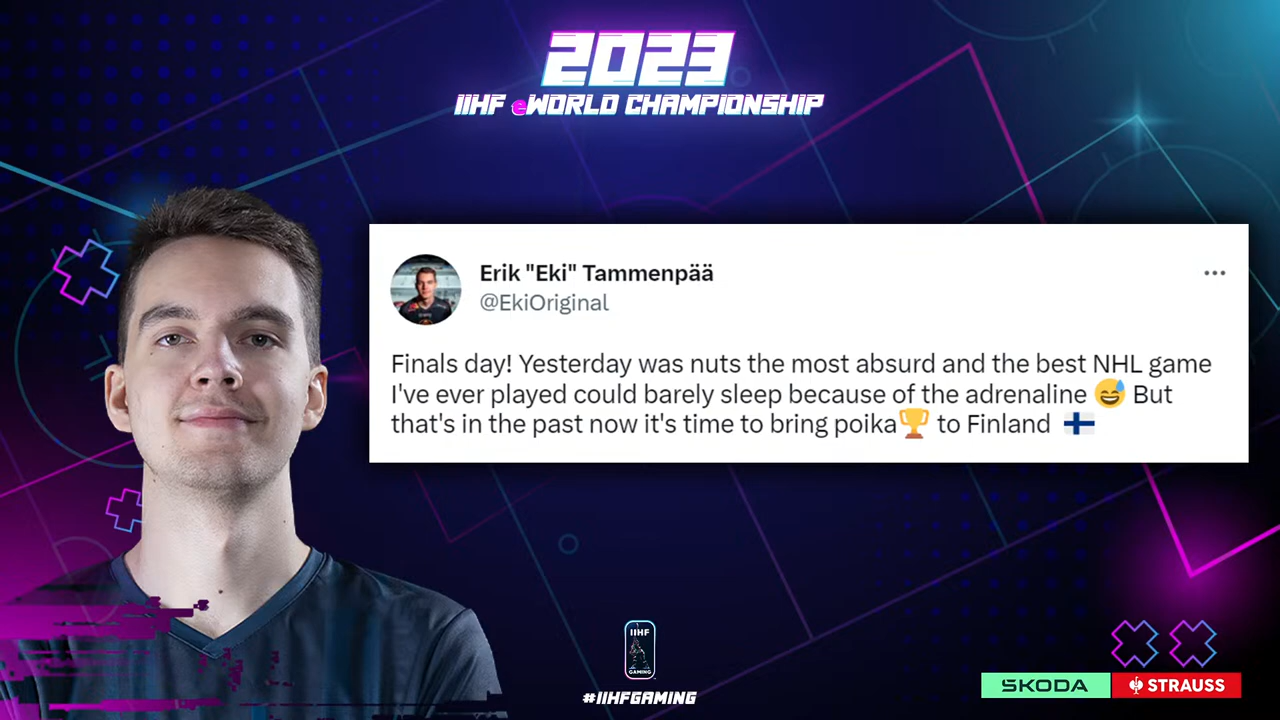 2023
IIHF eWORLD CHAMPIONSHIP
Erik "Eki" Tammenpää
@EkiOriginal
Finals day! Yesterday was nuts the most absurd and the best NHL game
I've ever played could barely sleep because of the adrenaline 😅 But
that's in the past now it's time to bring poika🏆 to Finland 🇫🇮
IIHF
GAMING
#IIHFGAMING
ŠKODA
STRAUSS